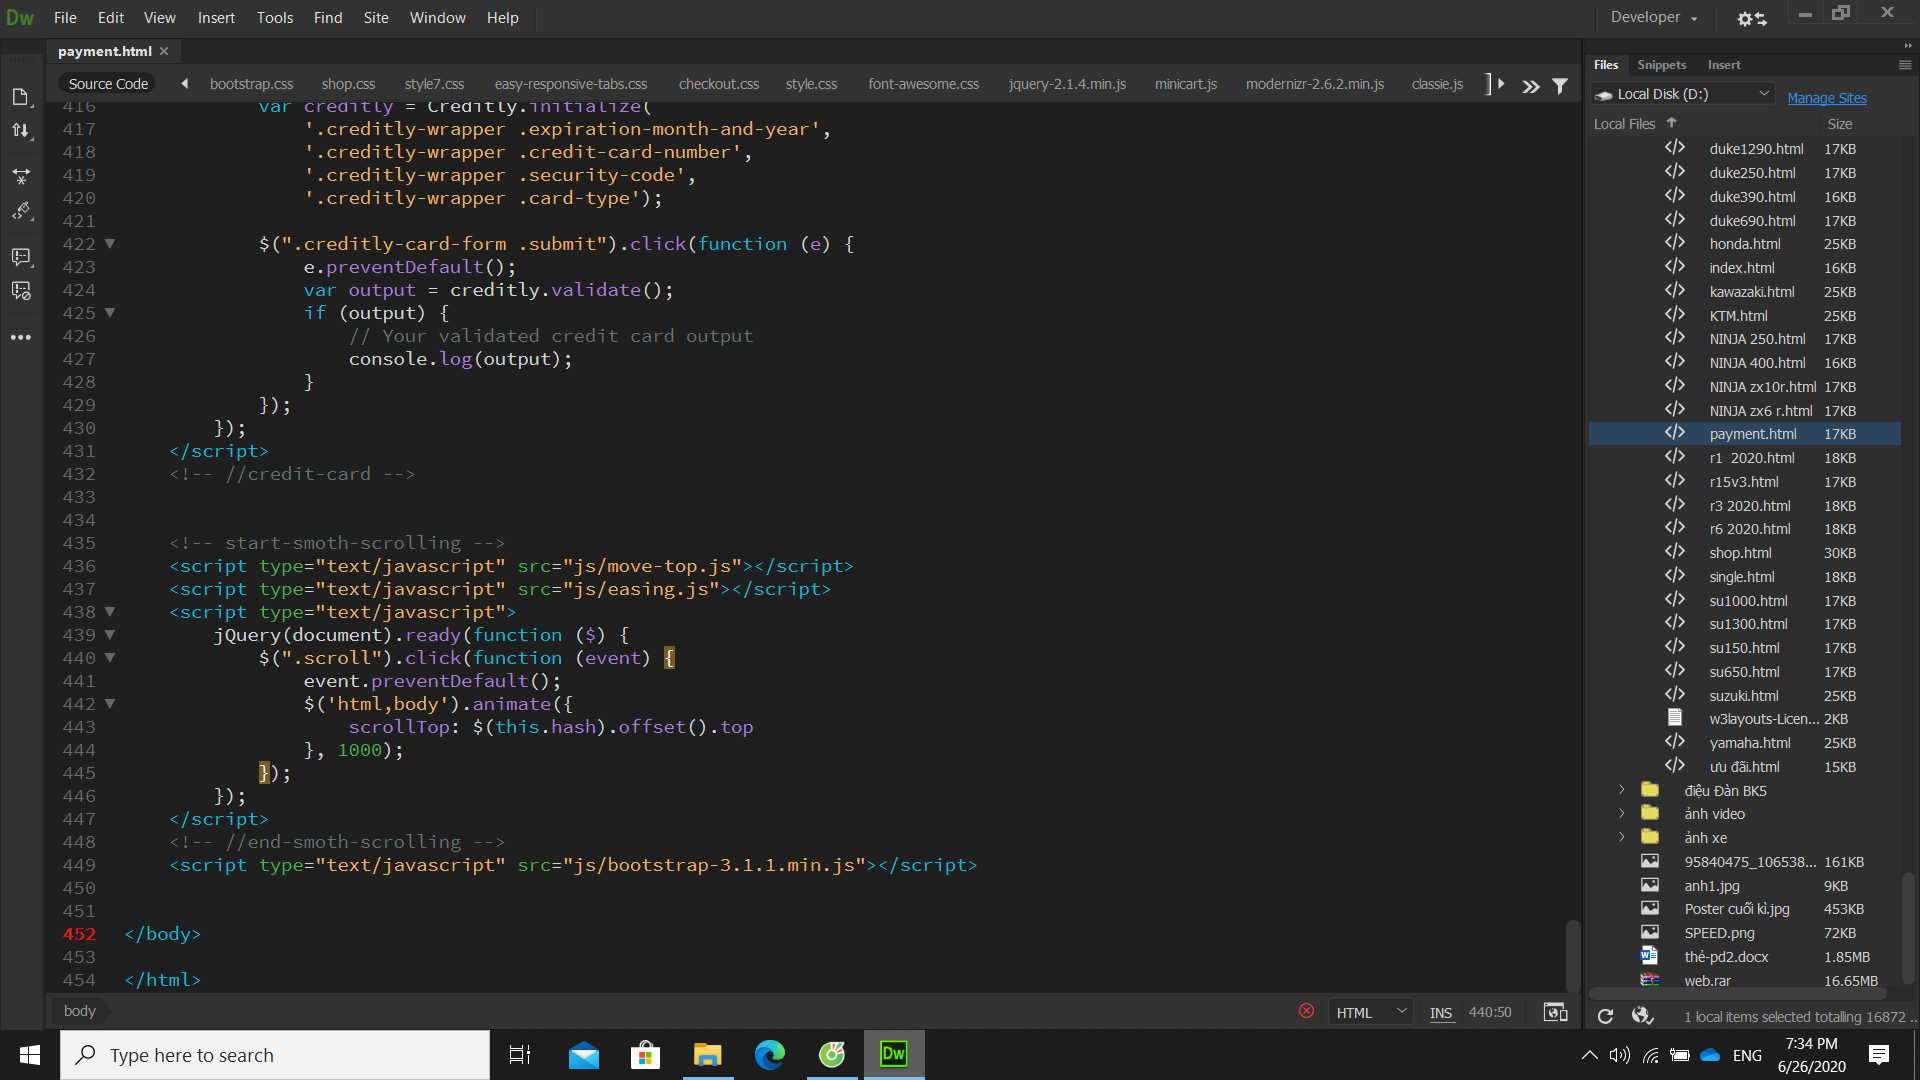 Dw File Edit View Insert Tools Find Site Window Help Developer
payment.html
Source Code bootstrap.css shop.css style7.css easy-responsive-tabs.css checkout.css style.css font-awesome.css jquery-2.1.4.min.js minicart.js modernizr-2.6.2.min.js classie.js
416 var creditly = Creditly.initialize(
417 '.creditly-wrapper .expiration-month-and-year',
418 '.creditly-wrapper .credit-card-number',
419 '.creditly-wrapper .security-code',
420 '.creditly-wrapper .card-type');
421
422 $(".creditly-card-form .submit").click(function (e) {
423 e.preventDefault();
424 var output = creditly.validate();
425 if (output) {
426 // Your validated credit card output
427 console.log(output);
428 }
429 });
430 });
431 </script>
432 <!-- //credit-card -->
433
434
435 <!-- start-smoth-scrolling -->
436 <script type="text/javascript" src="js/move-top.js"></script>
437 <script type="text/javascript" src="js/easing.js"></script>
438 <script type="text/javascript">
439 jQuery(document).ready(function ($) {
440 $(".scroll").click(function (event) {
441 event.preventDefault();
442 $('html,body').animate({
443 scrollTop: $(this.hash).offset().top
444 }, 1000);
445 });
446 });
447 </script>
448 <!-- //end-smoth-scrolling -->
449 <script type="text/javascript" src="js/bootstrap-3.1.1.min.js"></script>
450
451
452 </body>
453
454 </html>
body HTML INS 440:50
Files Snippets Insert
Local Disk (D:) Manage Sites
Local Files Size
duke1290.html 17KB
duke250.html 17KB
duke390.html 16KB
duke690.html 17KB
honda.html 25KB
index.html 16KB
kawazaki.html 25KB
KTM.html 25KB
NINJA 250.html 17KB
NINJA 400.html 16KB
NINJA zx10r.html 17KB
NINJA zx6 r.html 17KB
payment.html 17KB
r1 2020.html 18KB
r15v3.html 17KB
r3 2020.html 18KB
r6 2020.html 18KB
shop.html 30KB
single.html 18KB
su1000.html 17KB
su1300.html 17KB
su150.html 17KB
su650.html 17KB
suzuki.html 25KB
w3layouts-Licen... 2KB
yamaha.html 25KB
ưu đãi.html 15KB
điệu Đàn BK5
ảnh video
ảnh xe
95840475_106538... 161KB
anh1.jpg 9KB
Poster cuối kì.jpg 453KB
SPEED.png 72KB
thẻ-pd2.docx 1.85MB
web.rar 16.65MB
1 local items selected totalling 16872 ..
Type here to search
Dw
ENG
7:34 PM
6/26/2020